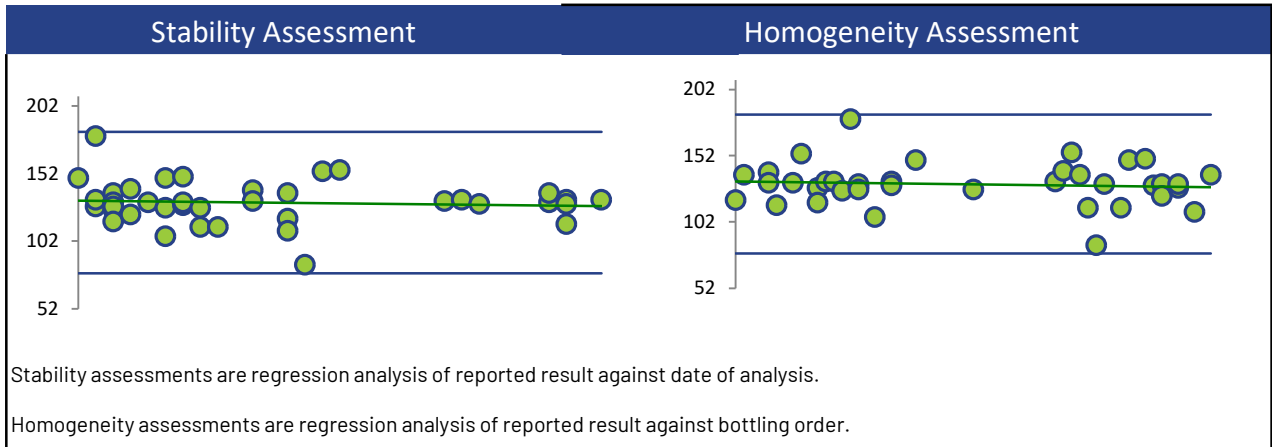 Stability Assessment
Homogeneity Assessment
202
152
102
52
202
152
102
52
Stability assessments are regression analysis of reported result against date of analysis.
Homogeneity assessments are regression analysis of reported result against bottling order.